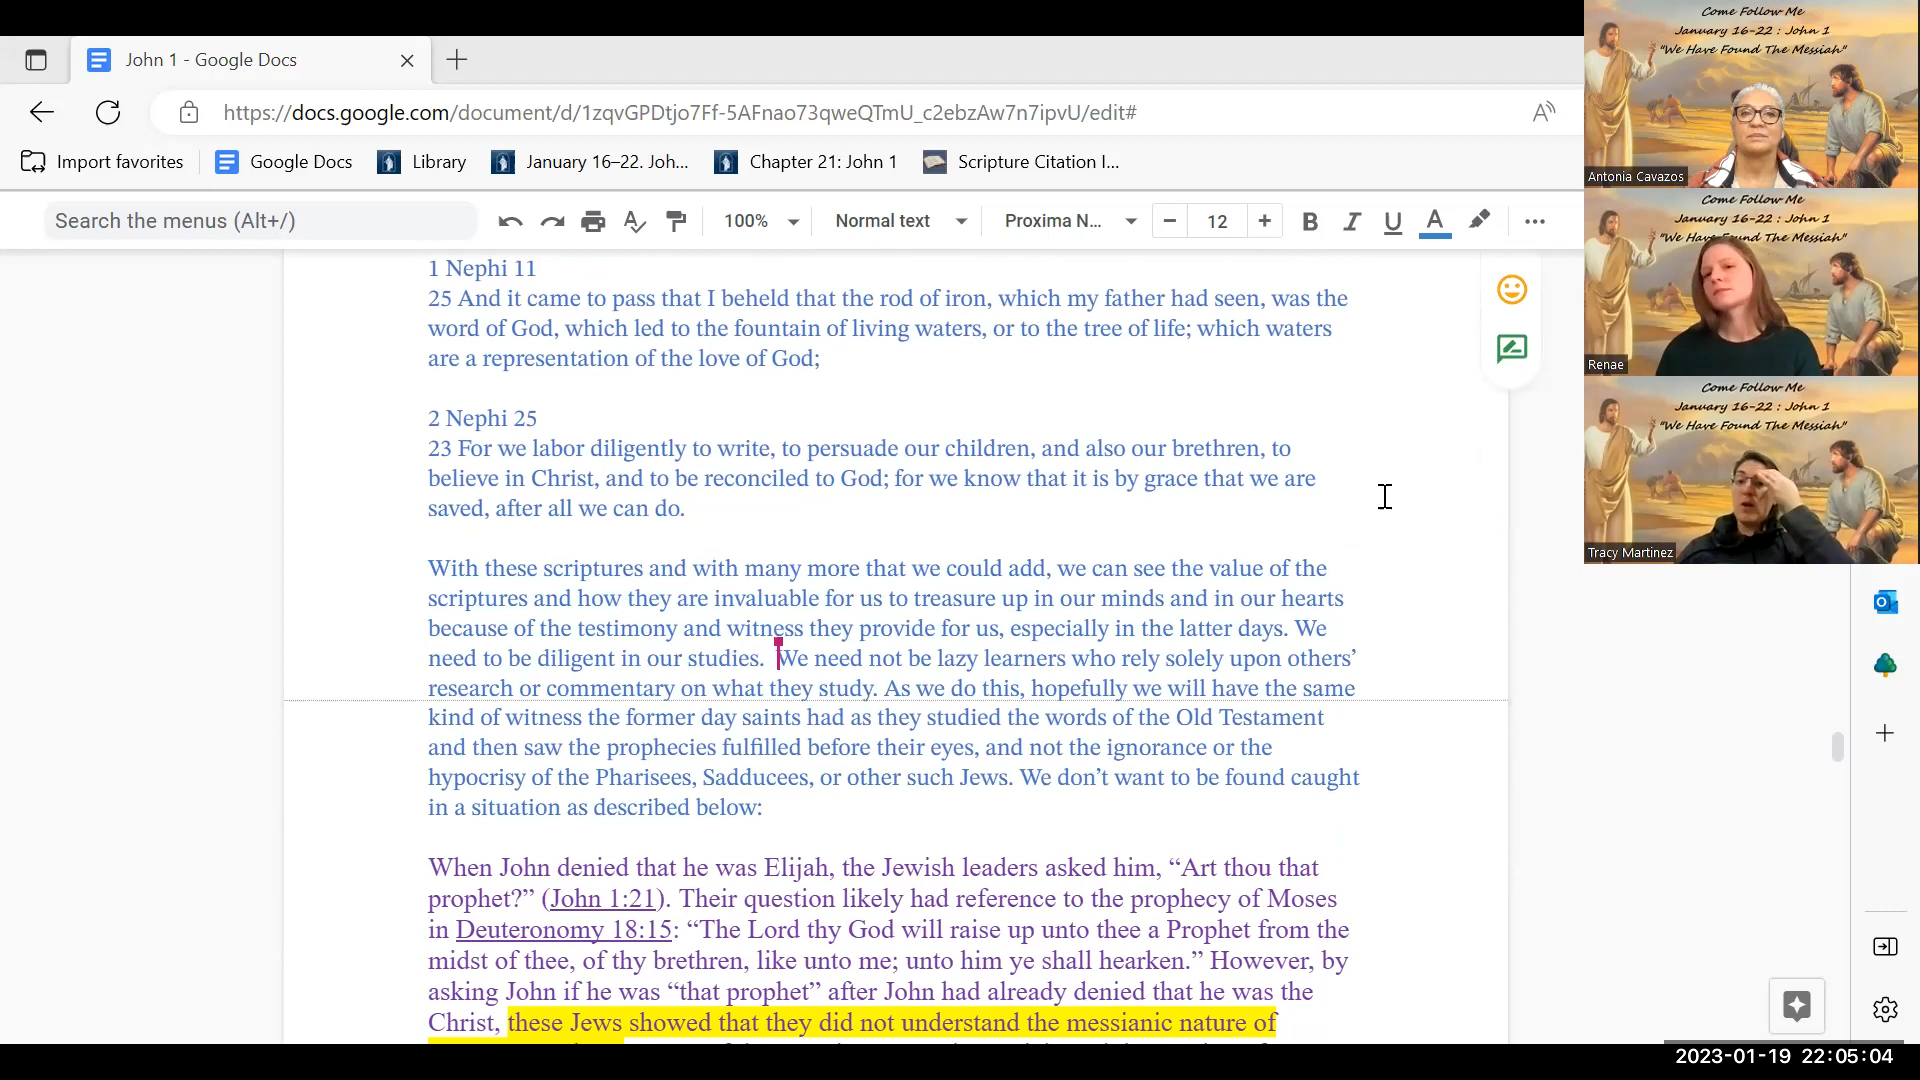 John 1 - Google Docs
https://docs.google.com/document/d/1zqvGPDtjo7Ff-5AFnao73qweQTmU_c2ebzAw7n7ipvU/edit#
Import favorites
Google Docs
Library
January 16–22. Joh...
Chapter 21: John 1
Scripture Citation I...
Search the menus (Alt+/)
100%
Normal text
Proxima N...
12
B
I
U
A
1 Nephi 11
25 And it came to pass that I beheld that the rod of iron, which my father had seen, was the
word of God, which led to the fountain of living waters, or to the tree of life; which waters
are a representation of the love of God;
2 Nephi 25
23 For we labor diligently to write, to persuade our children, and also our brethren, to
believe in Christ, and to be reconciled to God; for we know that it is by grace that we are
saved, after all we can do.
With these scriptures and with many more that we could add, we can see the value of the
scriptures and how they are invaluable for us to treasure up in our minds and in our hearts
because of the testimony and witness they provide for us, especially in the latter days. We
need to be diligent in our studies. We need not be lazy learners who rely solely upon others’
research or commentary on what they study. As we do this, hopefully we will have the same
kind of witness the former day saints had as they studied the words of the Old Testament
and then saw the prophecies fulfilled before their eyes, and not the ignorance or the
hypocrisy of the Pharisees, Sadducees, or other such Jews. We don’t want to be found caught
in a situation as described below:
When John denied that he was Elijah, the Jewish leaders asked him, “Art thou that
prophet?” (John 1:21). Their question likely had reference to the prophecy of Moses
in Deuteronomy 18:15: “The Lord thy God will raise up unto thee a Prophet from the
midst of thee, of thy brethren, like unto me; unto him ye shall hearken.” However, by
asking John if he was “that prophet” after John had already denied that he was the
Christ, these Jews showed that they did not understand the messianic nature of
Come Follow Me
January 16-22 : John 1
"We Have Found The Messiah"
Antonia Cavazos
Come Follow Me
January 16-22 : John 1
"We Have Found The Messiah"
Renae
Come Follow Me
January 16-22 : John 1
"We Have Found The Messiah"
Tracy Martinez
2023-01-19 22:05:04